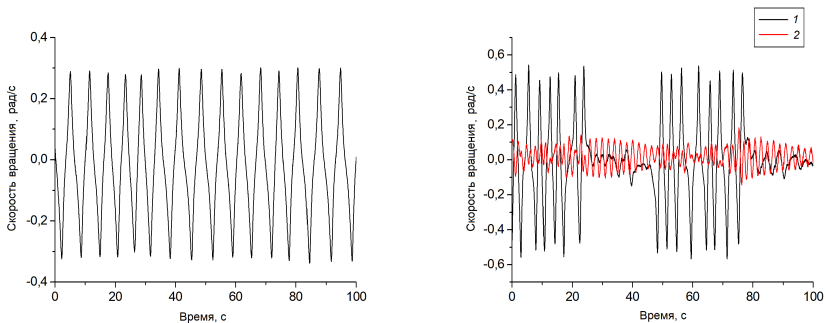 0,4
0,2
0,0
-0,2
-0,4
0 20 40 60 80 100
Скорость вращения, рад/с
Время, с
1
2
0,6
0,4
0,2
0,0
-0,2
-0,4
-0,6
0 20 40 60 80 100
Скорость вращения, рад/с
Время, с